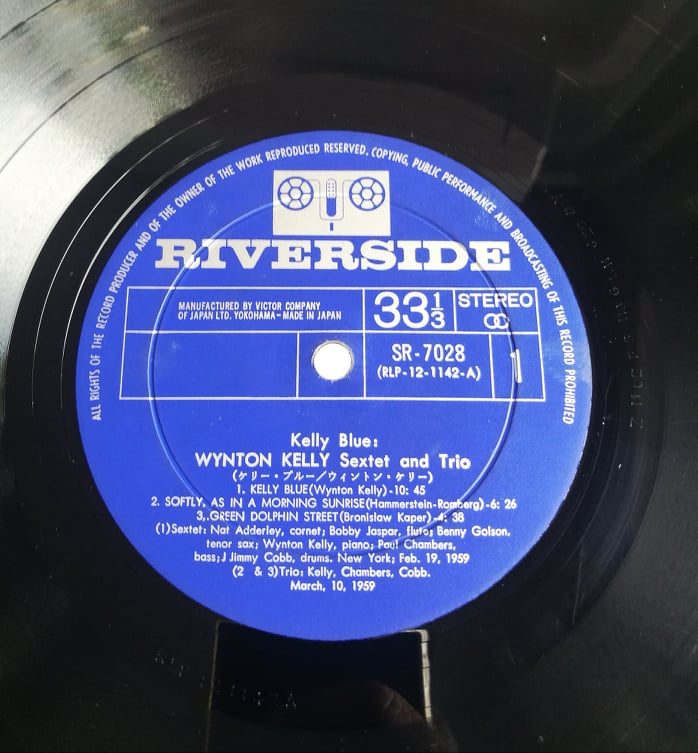 ALL RIGHTS OF THE RECORD PRODUCER AND OF THE OWNER OF THE WORK REPRODUCED RESERVED. COPYING, PUBLIC PERFORMANCE AND BROADCASTING OF THIS RECORD PROHIBITED
RIVERSIDE
MANUFACTURED BY VICTOR COMPANY
OF JAPAN LTD. YOKOHAMA-MADE IN JAPAN
33 1/3
STEREO
SR-7028
(RLP-12-1142-A)
1
Kelly Blue:
WYNTON KELLY Sextet and Trio
(ケリー・ブルー/ウィントン・ケリー)
1. KELLY BLUE(Wynton Kelly)-10: 45
2. SOFTLY, AS IN A MORNING SUNRISE(Hammerstein-Romberg)-6: 26
3,.GREEN DOLPHIN STREET(Bronislaw Kaper)-4: 38
(1)Sextet: Nat Adderley, cornet; Bobby Jaspar, flute; Benny Golson,
tenor sax; Wynton Kelly, piano; Paul Chambers,
bass;J Jimmy Cobb, drums. New York; Feb. 19, 1959
(2 & 3)Trio: Kelly, Chambers, Cobb.
March, 10, 1959